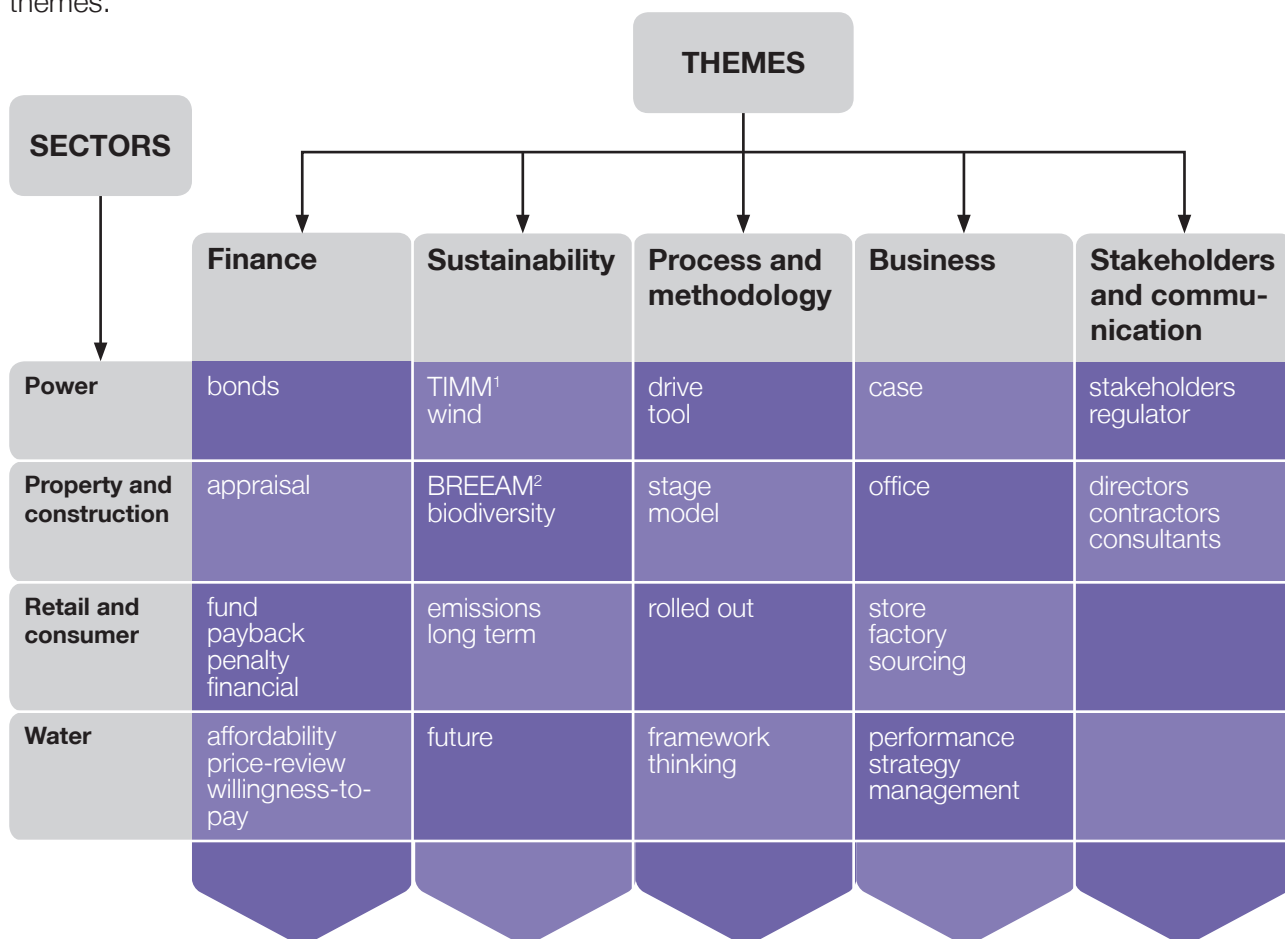 themes.
THEMES
SECTORS
Finance
Sustainability
Process and
methodology
Business
Stakeholders
and commu-
nication
Power
bonds
TIMM¹
wind
drive
tool
case
stakeholders
regulator
Property and
construction
appraisal
BREEAM²
biodiversity
stage
model
office
directors
contractors
consultants
Retail and
consumer
fund
payback
penalty
financial
emissions
long term
rolled out
store
factory
sourcing
Water
affordability
price-review
willingness-to-
pay
future
framework
thinking
performance
strategy
management